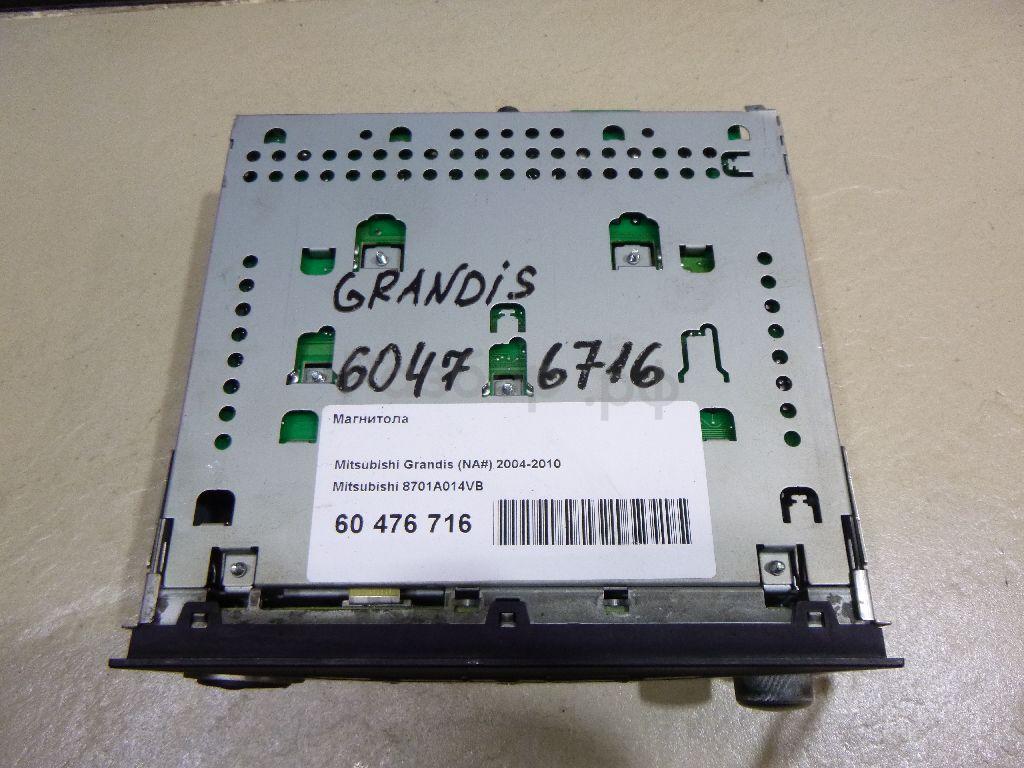 GRANDiS
6047 6716
Магнитола
Mitsubishi Grandis (NA#) 2004-2010
Mitsubishi 8701A014VB
60 476 716